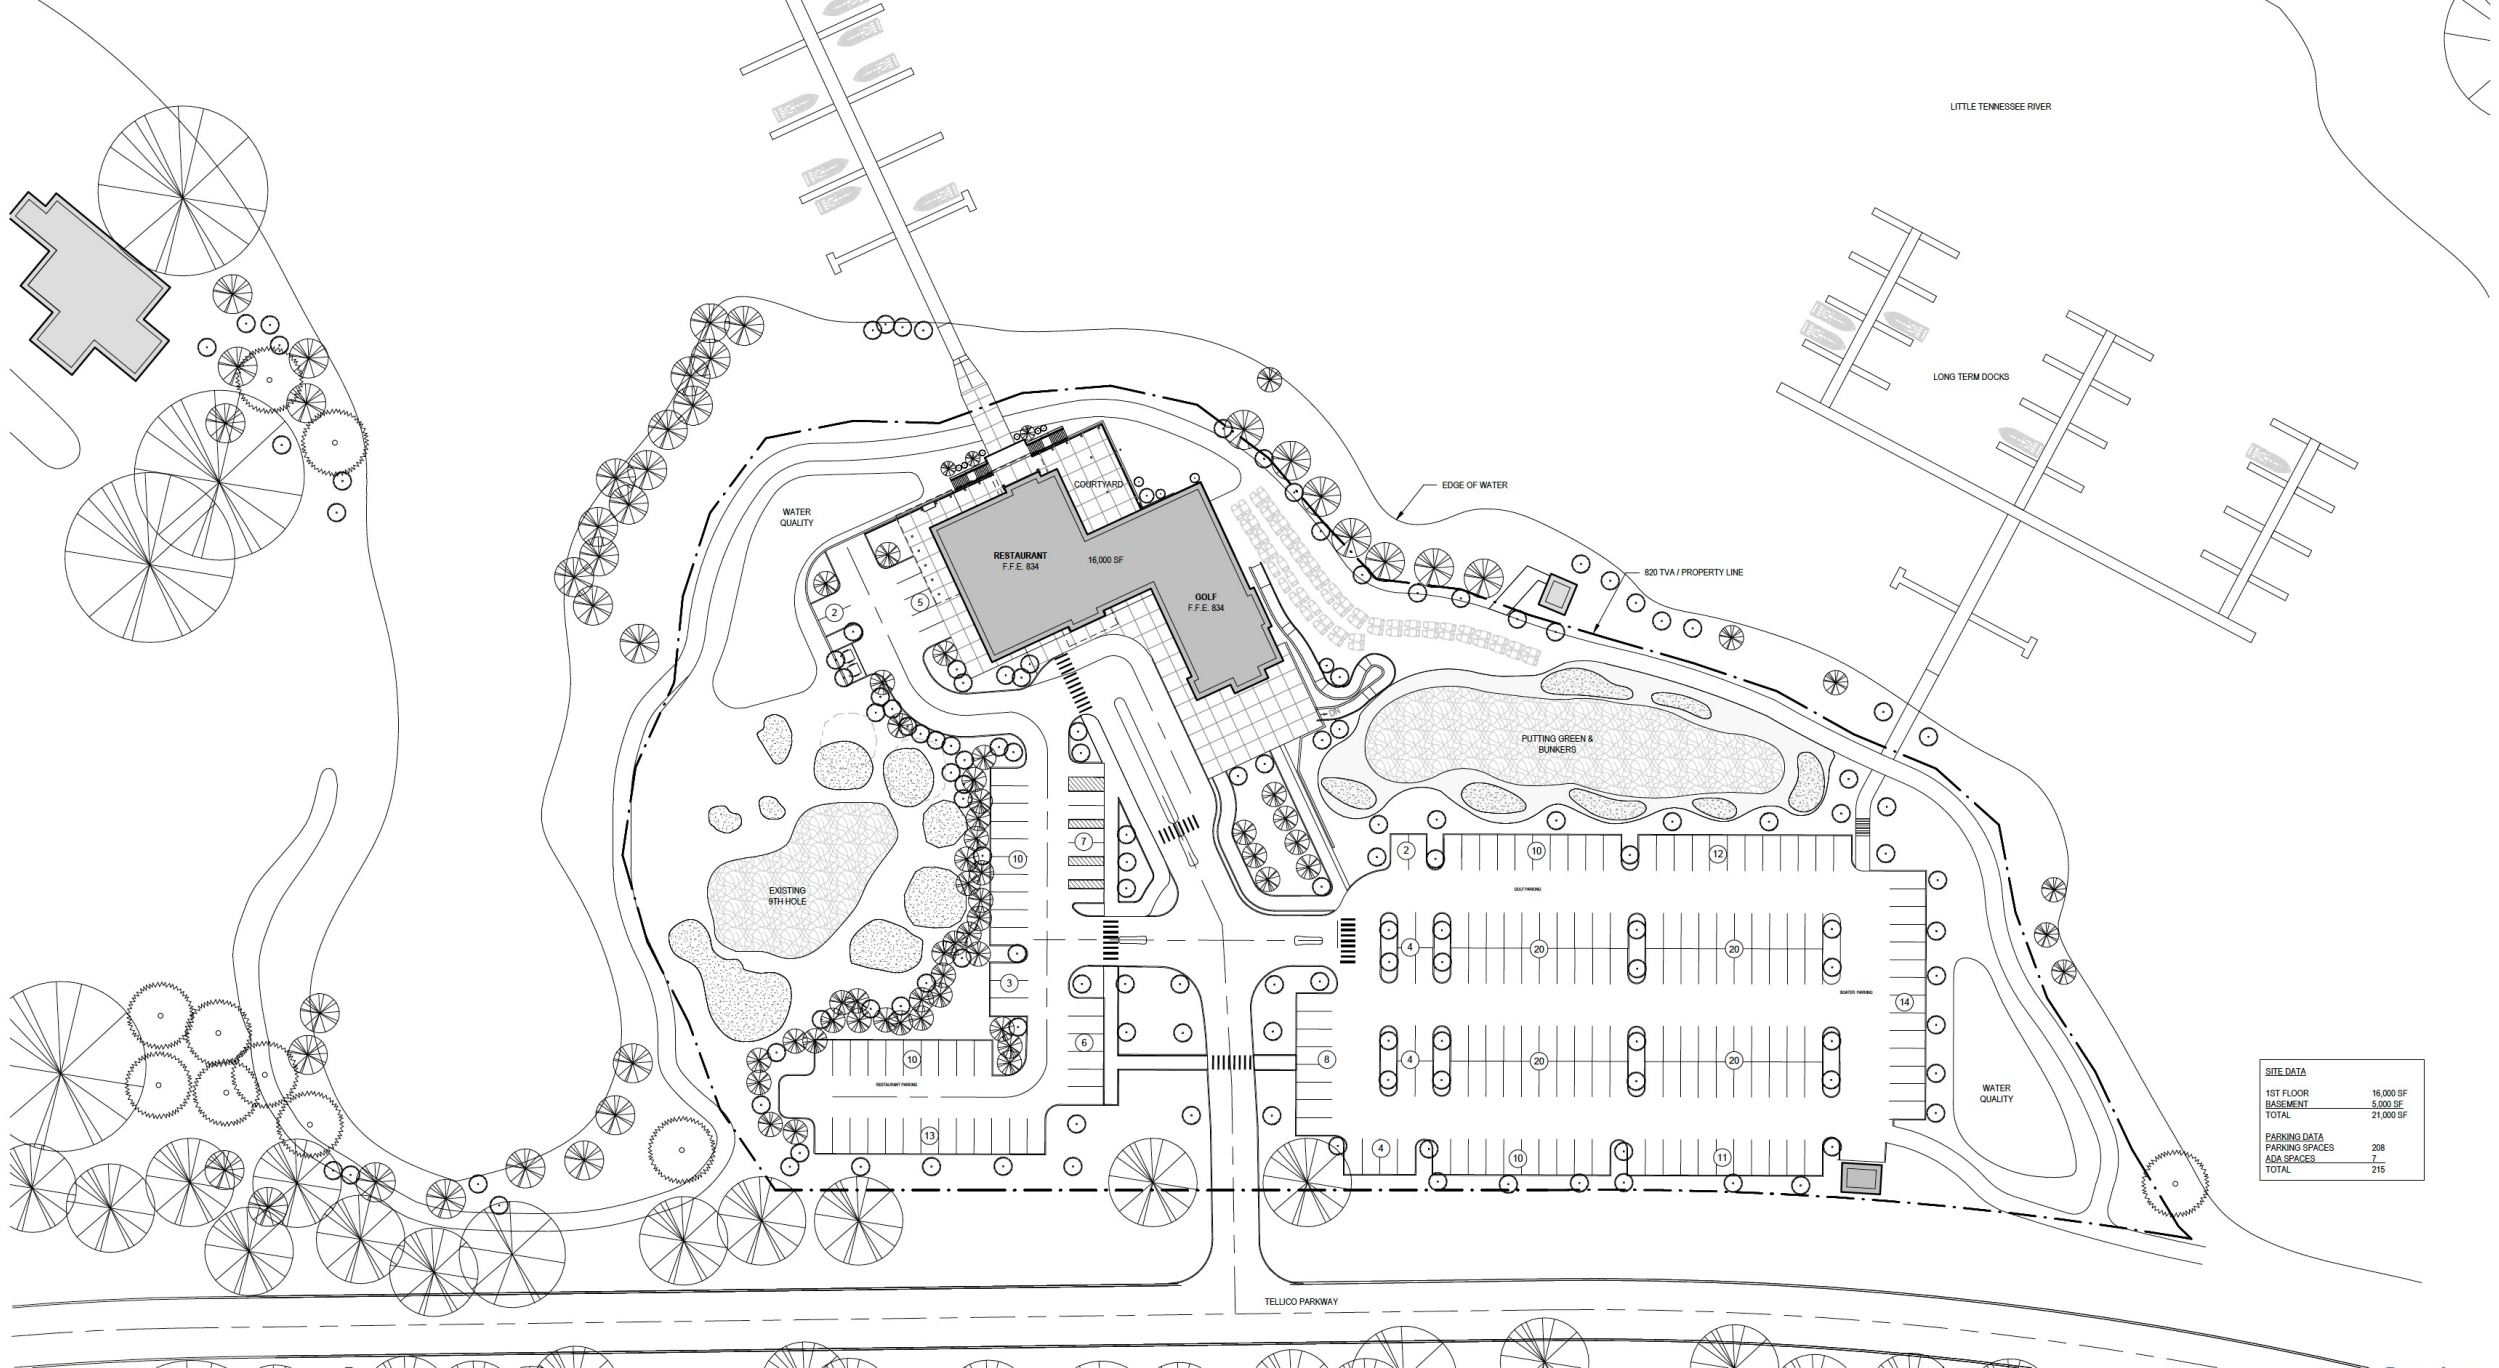 LITTLE TENNESSEE RIVER
LONG TERM DOCKS
EDGE OF WATER
COURTYARD
WATER
QUALITY
RESTAURANT
F.F.E. 834
16,000 SF
820 TVA / PROPERTY LINE
GOLF
F.F.E. 834
5
2
DN
PUTTING GREEN &
BUNKERS
7
10
2
10
12
EXISTING
9TH HOLE
GOLF PARKING
4
20
20
3
BOATER PARKING
14
6
10
8
4
20
20
RESTAURANT PARKING
WATER
QUALITY
13
4
10
11
SITE DATA
1ST FLOOR 16,000 SF
BASEMENT 5,000 SF
TOTAL 21,000 SF
PARKING DATA
PARKING SPACES 208
ADA SPACES 7
TOTAL 215
TELLICO PARKWAY